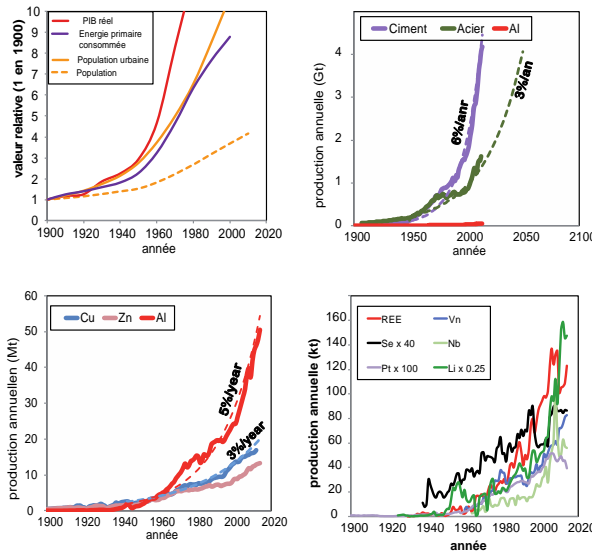 valeur relative (1 en 1900)
10
9
8
7
6
5
4
3
2
1
PIB réel
Energie primaire
consommée
Population urbaine
Population
1900 1920 1940 1960 1980 2000 2020
année
production annuelle (Gt)
4
3
2
1
0
Ciment Acier Al
6%/anr
3%/an
1900 1950 2000 2050 2100
année
production annuellen (Mt)
60
50
40
30
20
10
0
Cu Zn Al
5%/year
3%/year
1900 1920 1940 1960 1980 2000 2020
année
production annuelle (kt)
160
140
120
100
80
60
40
20
0
REE Vn
Se x 40 Nb
Pt x 100 Li x 0.25
1900 1920 1940 1960 1980 2000 2020
année